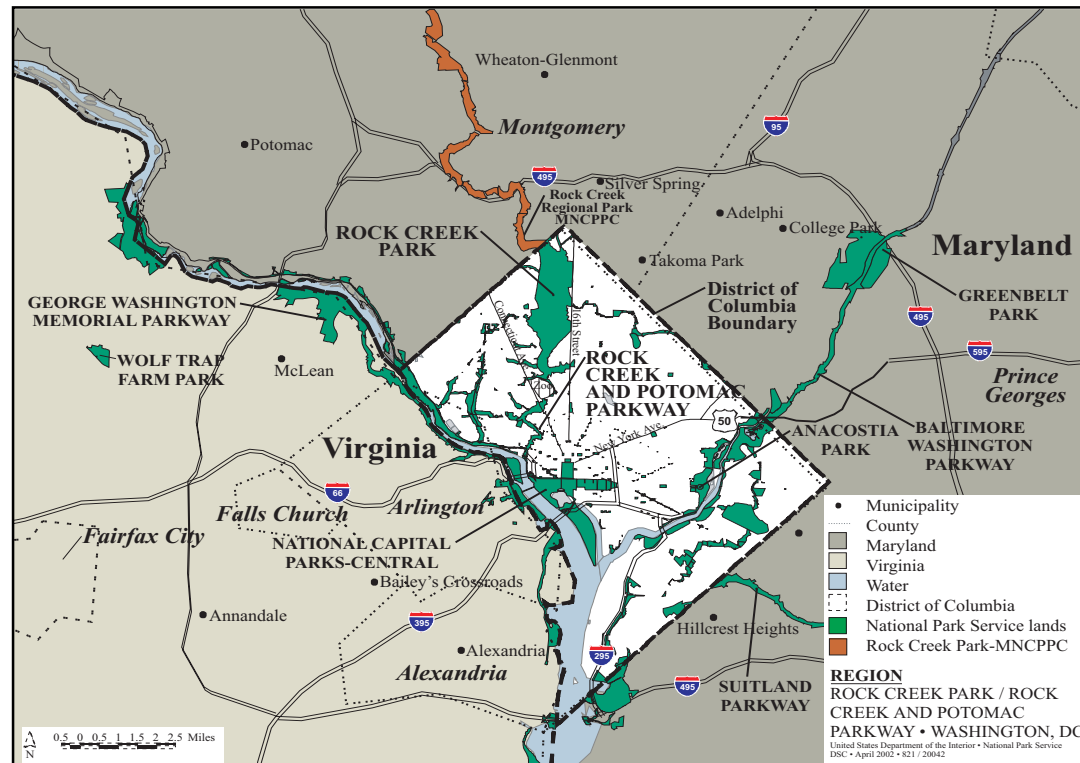 Wheaton-Glenmont
Montgomery
95
Potomac
495
Silver Spring
Rock Creek
Regional Park
MNCPPC
Adelphi
College Park
ROCK CREEK
PARK
Maryland
Takoma Park
District of
Columbia
Boundary
GREENBELT
PARK
GEORGE WASHINGTON
MEMORIAL PARKWAY
495
WOLF TRAP
FARM PARK
McLean
Connecticut Ave.
16th Street
595
ROCK
CREEK
AND POTOMAC
PARKWAY
Zoo
Prince
Georges
50
New York Ave.
ANACOSTIA
PARK
BALTIMORE
WASHINGTON
PARKWAY
Virginia
66
Arlington
Falls Church
Fairfax City
NATIONAL CAPITAL
PARKS-CENTRAL
Bailey's Crossroads
Annandale
395
Hillcrest Heights
Alexandria
295
Alexandria
495
SUITLAND
PARKWAY
Municipality
County
Maryland
Virginia
Water
District of Columbia
National Park Service lands
Rock Creek Park-MNCPPC
REGION
ROCK CREEK PARK / ROCK
CREEK AND POTOMAC
PARKWAY • WASHINGTON, DC
United States Department of the Interior • National Park Service
DSC • April 2002 • 821 / 20042
0.5 0 .5 1 1.5 2 2.5 Miles
N